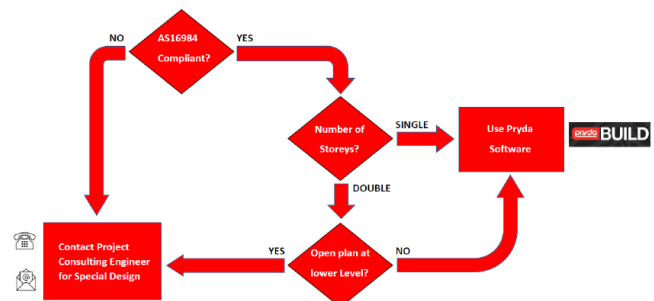 NO
AS16984
Compliant?
YES
Number of
Storeys?
SINGLE
Use Pryda
Software
pryda BUILD
DOUBLE
Contact Project
Consulting Engineer
for Special Design
YES
Open plan at
lower Level?
NO
@